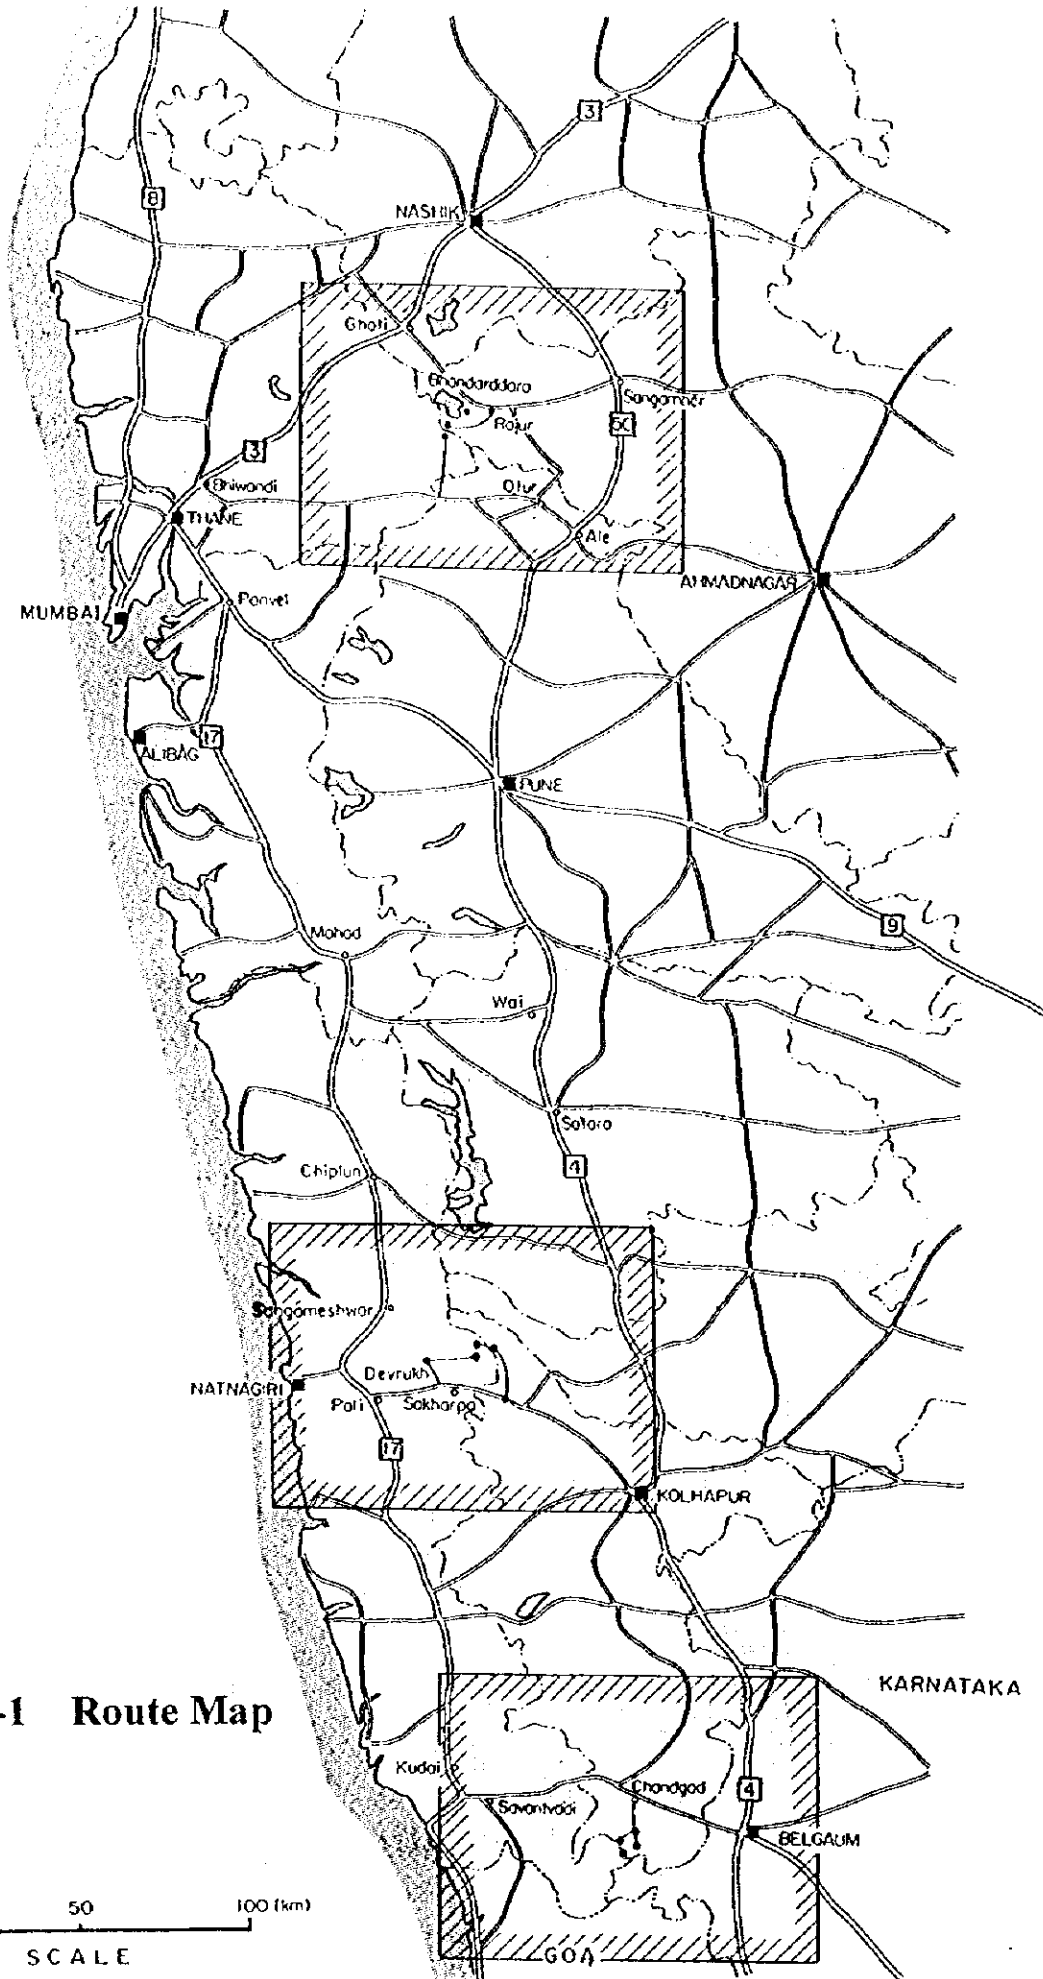 3
8
NASHIK
Ghoti
Bhandarddara
Sangamner
Rajur
50
3
Bhiwandi
Otur
THANE
Ale
AHMADNAGAR
Panvel
MUMBAI
17
ALIBAG
PUNE
9
Mahad
Wai
Satara
4
Chiplun
Sangameshwar
Devrukh
NATNAGIRI
Pali
Sakharpa
17
KOLHAPUR
KARNATAKA
-1 Route Map
Kudal
Chandgad
4
Savantvadi
BELGAUM
50 100 (km)
SCALE
GOA